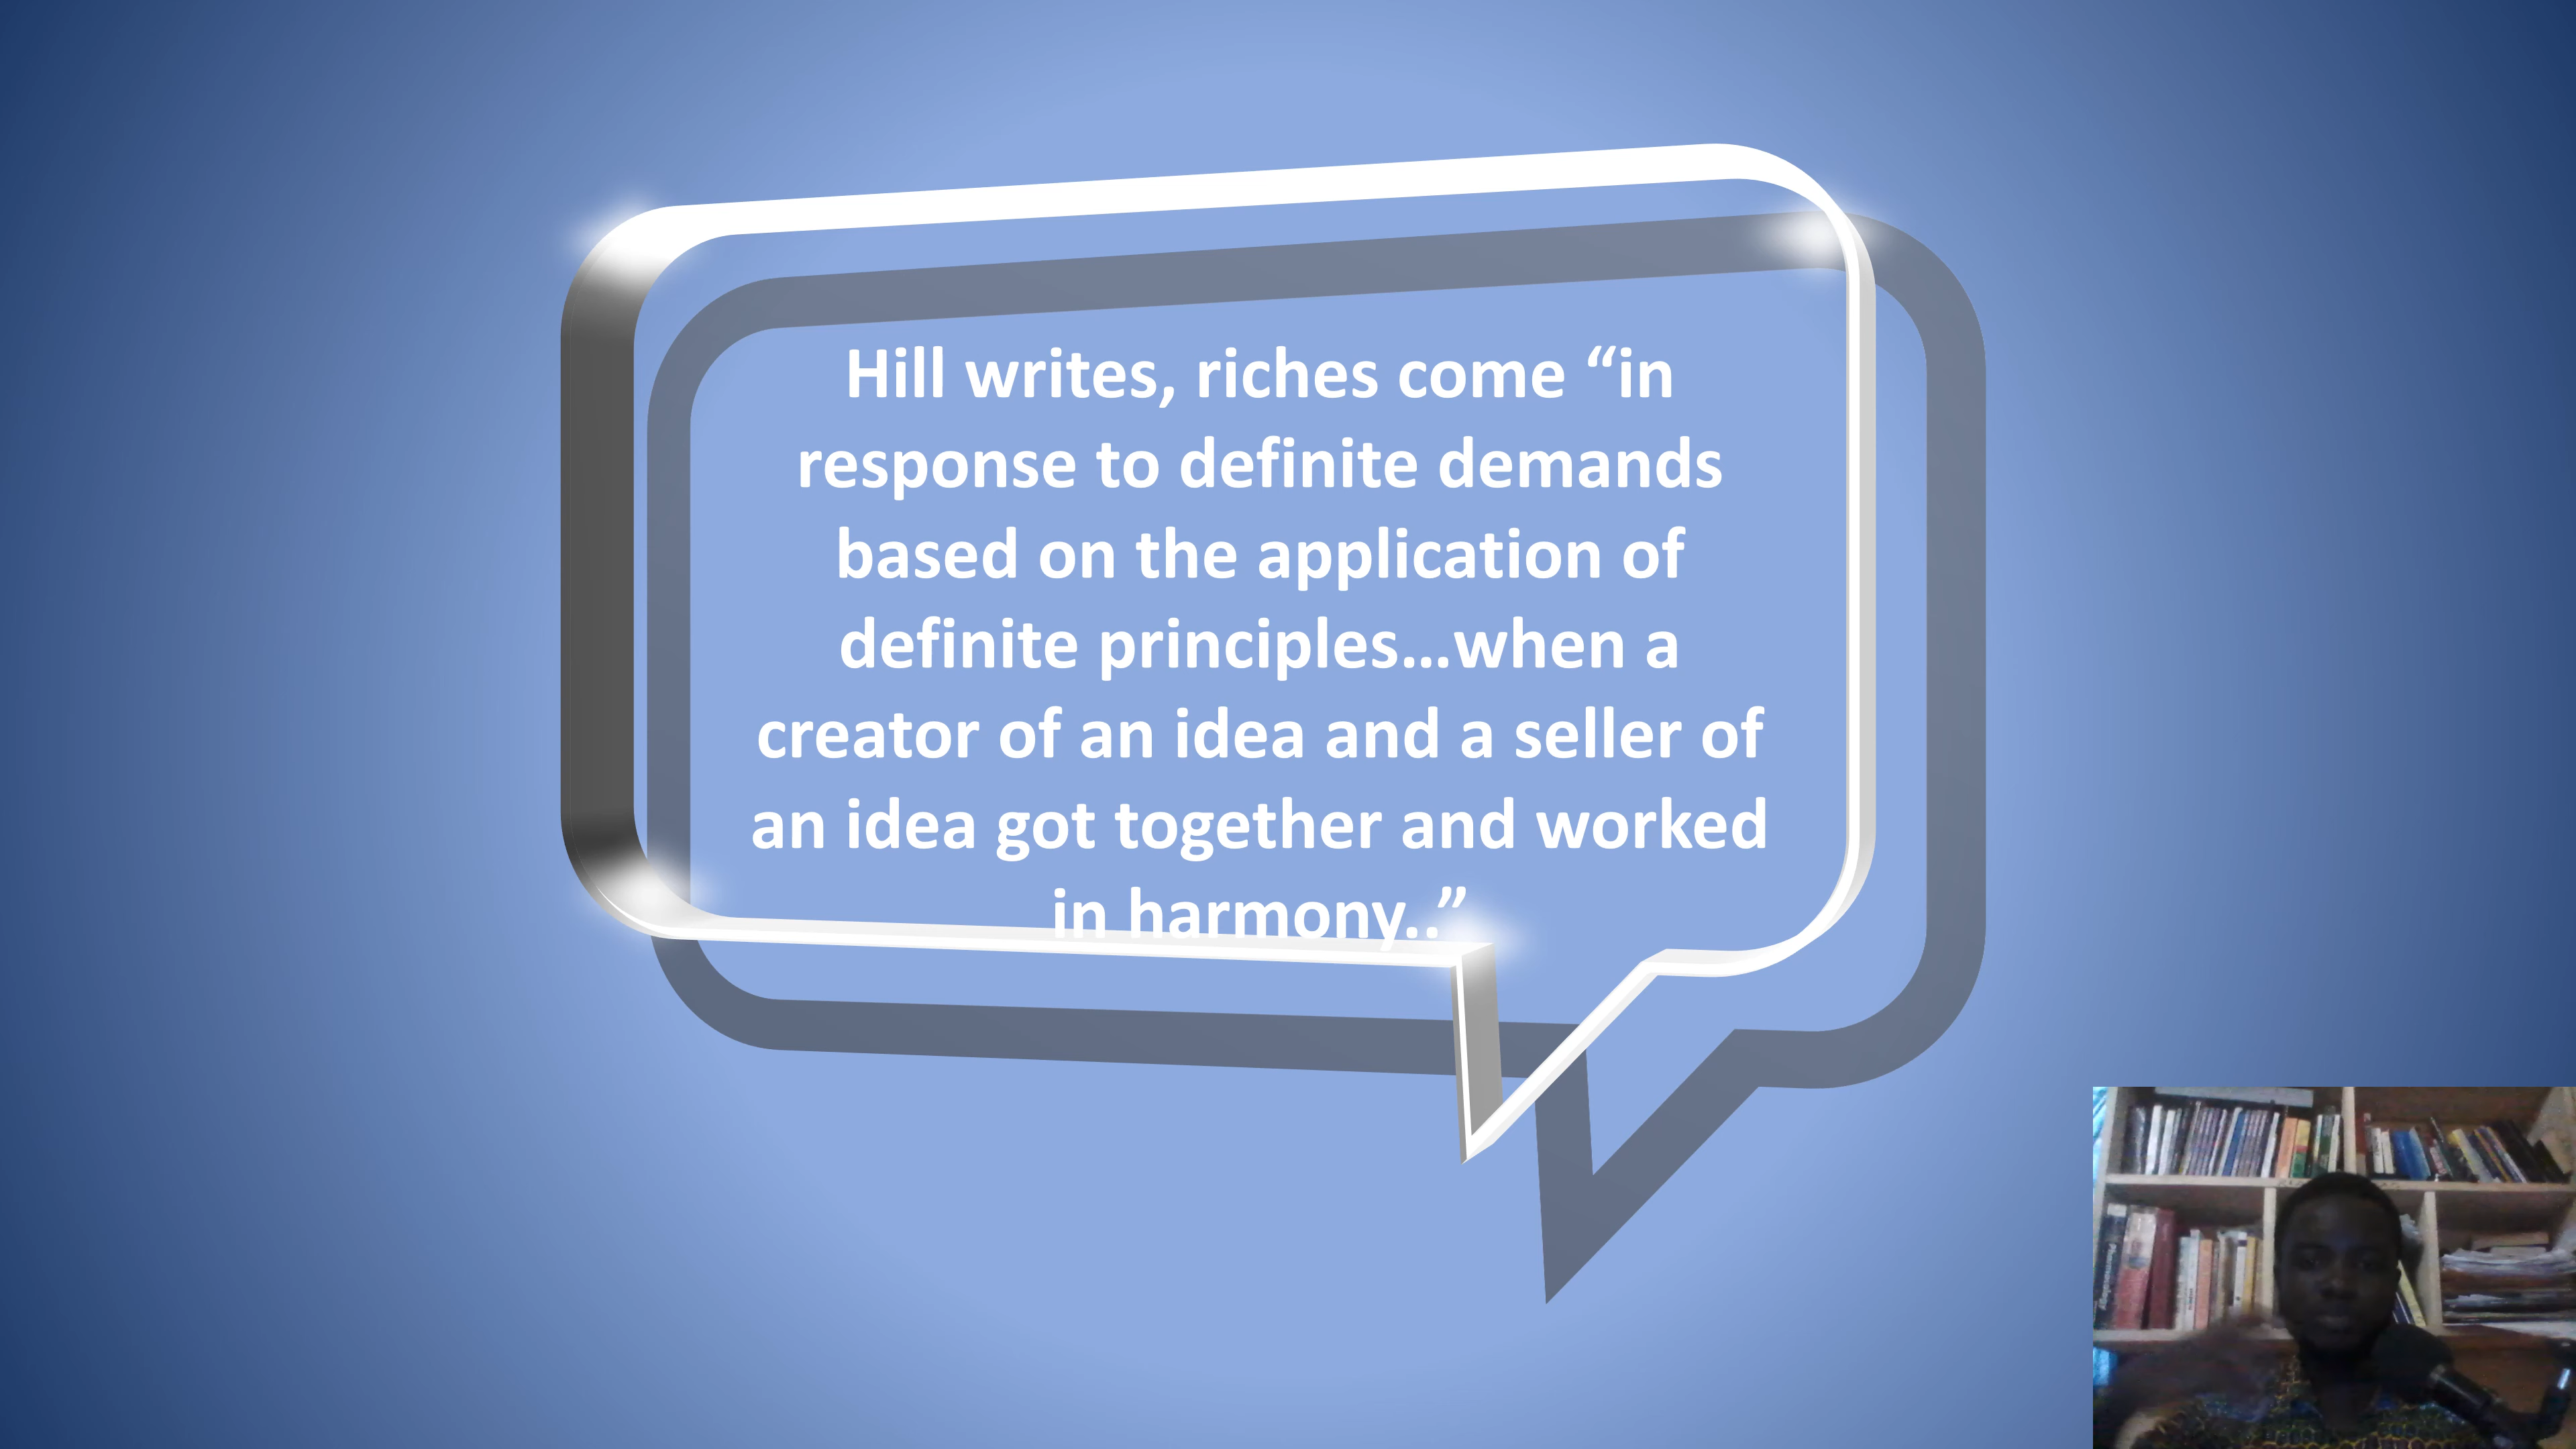 Hill writes, riches come “in
response to definite demands
based on the application of
definite principles...when a
creator of an idea and a seller of
an idea got together and worked
in harmony..”